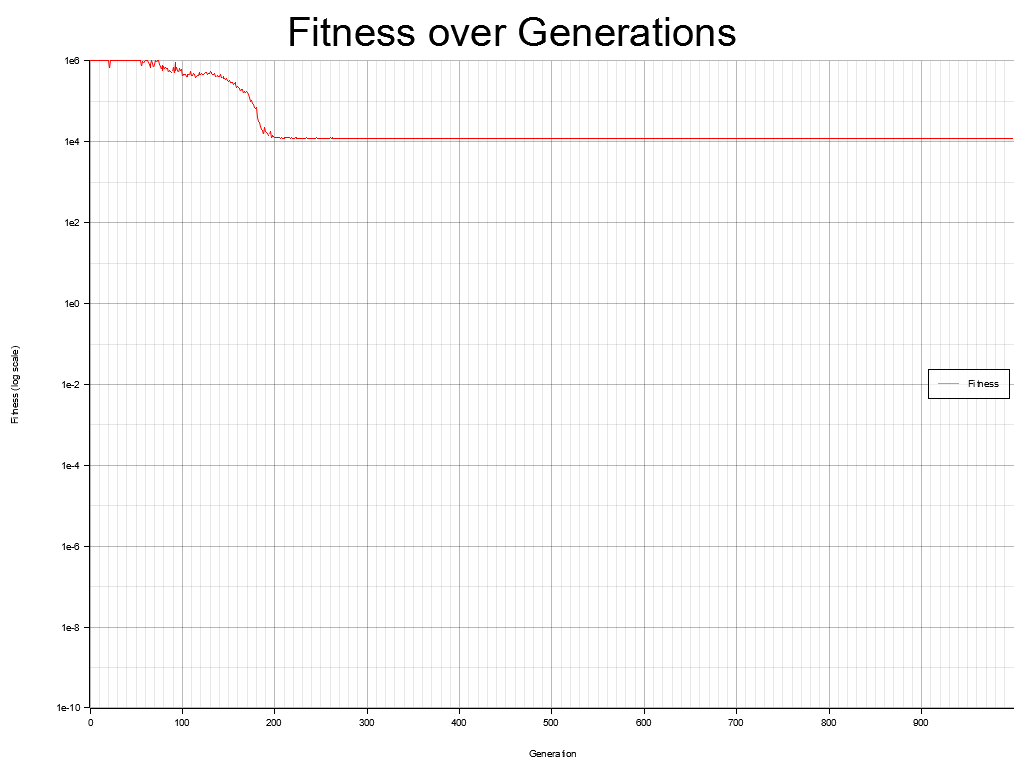 Fitness over Generations
1e6
1e4
1e2
1e0
1e-2
1e-4
1e-6
1e-8
1e-10
Fitness (log scale)
Fitness
0 100 200 300 400 500 600 700 800 900
Generation